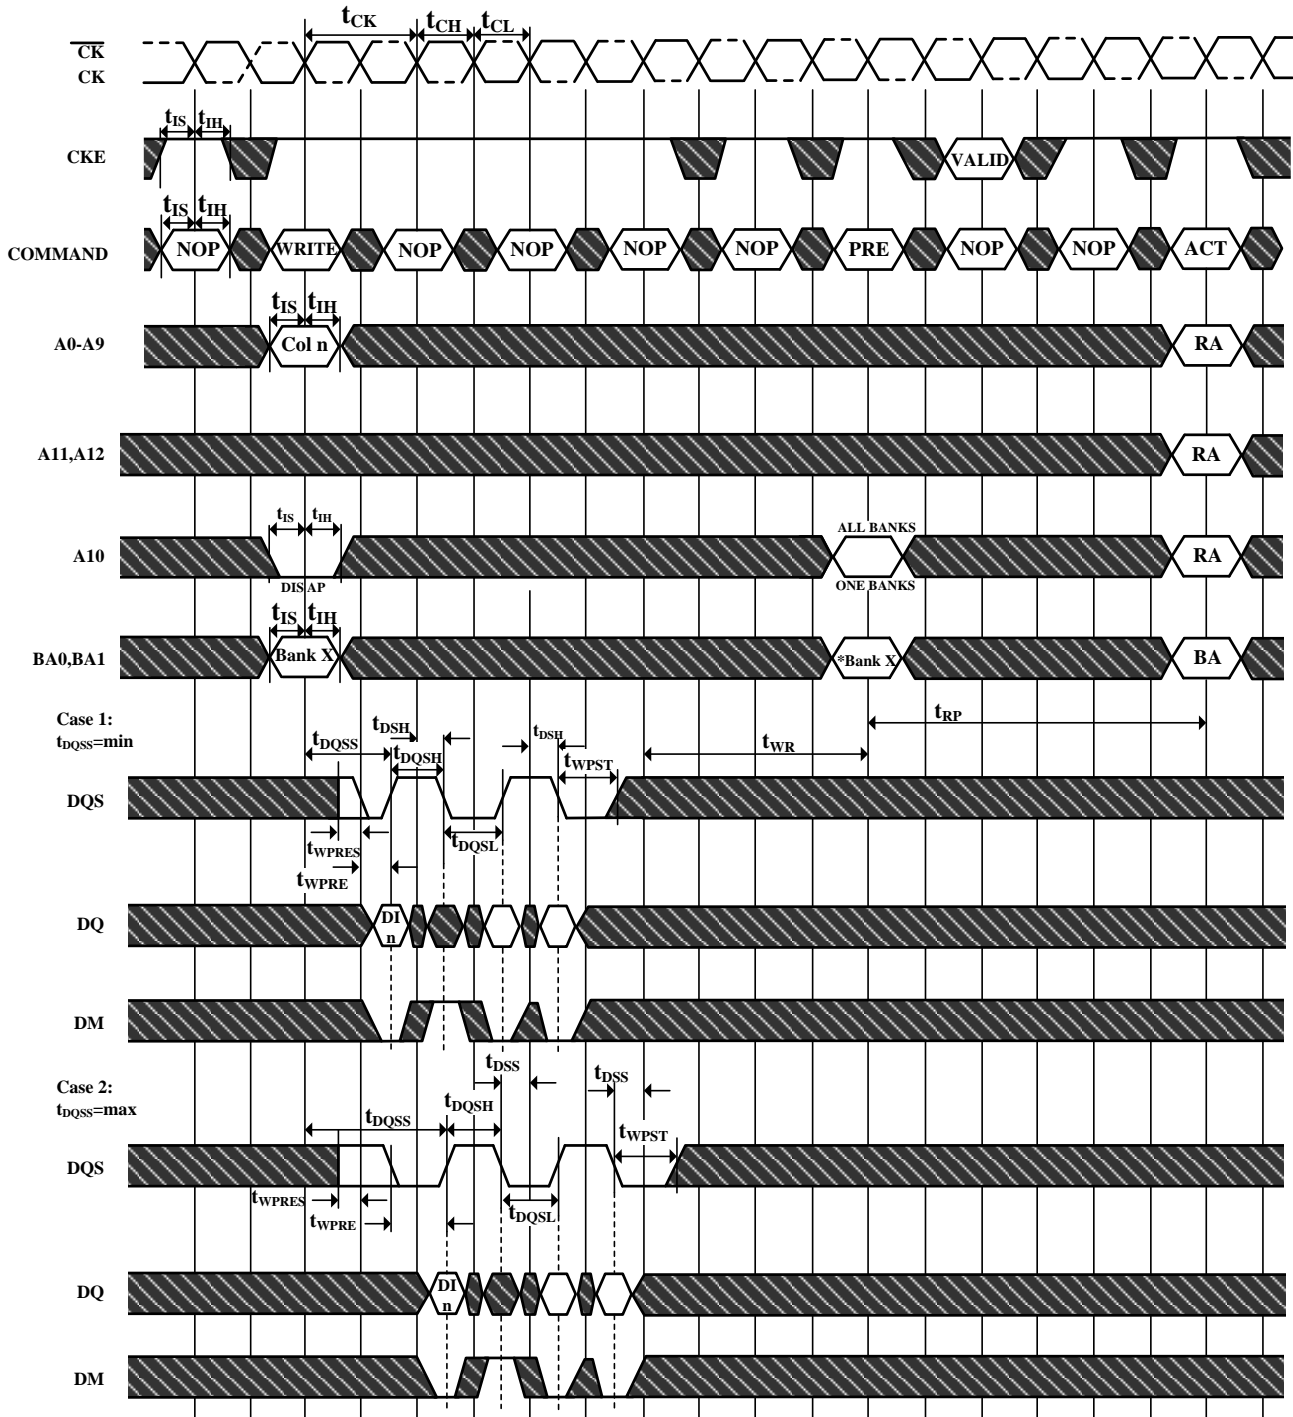 tCK tCH tCL
CK
CK
tIS tIH
CKE VALID
tIS tIH
COMMAND NOP WRITE NOP NOP NOP NOP PRE NOP NOP ACT
tIS tIH
A0-A9 Col n RA
A11,A12 RA
tIS tIH ALL BANKS
A10 RA
DIS AP ONE BANKS
tIS tIH
BA0,BA1 Bank X *Bank X BA
Case 1:
tDQSS=min
tDSH tDSH tRP
tDQSS tDQSH tWPST tWR
DQS
tWPRES tDQSL
tWPRE
DQ DI
n
DM
tDSS tDSS
Case 2:
tDQSS=max
tDQSS tDQSH tWPST
DQS
tWPRES tDQSL
tWPRE
DQ DI
n
DM